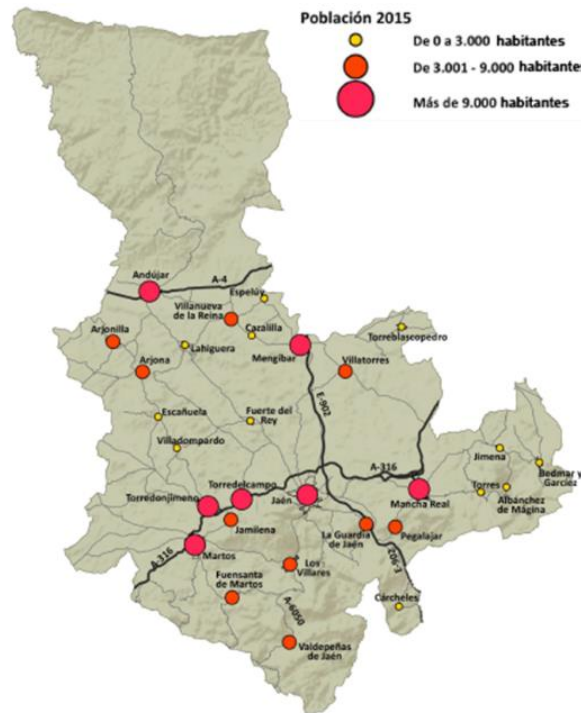 Población 2015
De 0 a 3.000 habitantes
De 3.001 - 9.000 habitantes
Más de 9.000 habitantes
Andújar
A-4
Espelúy
Villanueva
de la Reina
Cazalilla
Torreblascopedro
Arjonilla
Lahiguera
Mengíbar
Arjona
Villatorres
E-902
Escañuela
Fuerte del
Rey
Villadompardo
Jimena
Bedmar y
Garcíez
A-316
Torredelcampo
Jaén
Torres
Albánchez
de Mágina
Torredonjimeno
Mancha Real
Jamilena
La Guardia
de Jaén
Pegalajar
Martos
A-316
Los
Villares
Fuensanta
de Martos
A-6050
Cárcheles
Valdepeñas
de Jaén